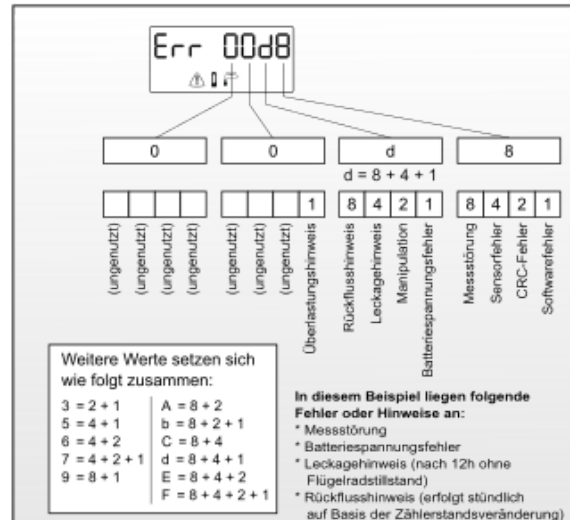 Err 00d8
0
0
d
8
d = 8 + 4 + 1
1
8 4 2 1
8 4 2 1
(ungenutzt)
(ungenutzt)
(ungenutzt)
(ungenutzt)
(ungenutzt)
(ungenutzt)
(ungenutzt)
Überlastungshinweis
Rückflusshinweis
Leckagehinweis
Manipulation
Batteriespannungsfehler
Messstörung
Sensorfehler
CRC-Fehler
Softwarefehler
Weitere Werte setzen sich
wie folgt zusammen:
3 = 2 + 1
5 = 4 + 1
6 = 4 + 2
7 = 4 + 2 + 1
9 = 8 + 1
A = 8 + 2
b = 8 + 2 + 1
C = 8 + 4
d = 8 + 4 + 1
E = 8 + 4 + 2
F = 8 + 4 + 2 + 1
In diesem Beispiel liegen folgende
Fehler oder Hinweise an:
* Messstörung
* Batteriespannungsfehler
* Leckagehinweis (nach 12h ohne
Flügelradstillstand)
* Rückflusshinweis (erfolgt stündlich
auf Basis der Zählerstandsveränderung)